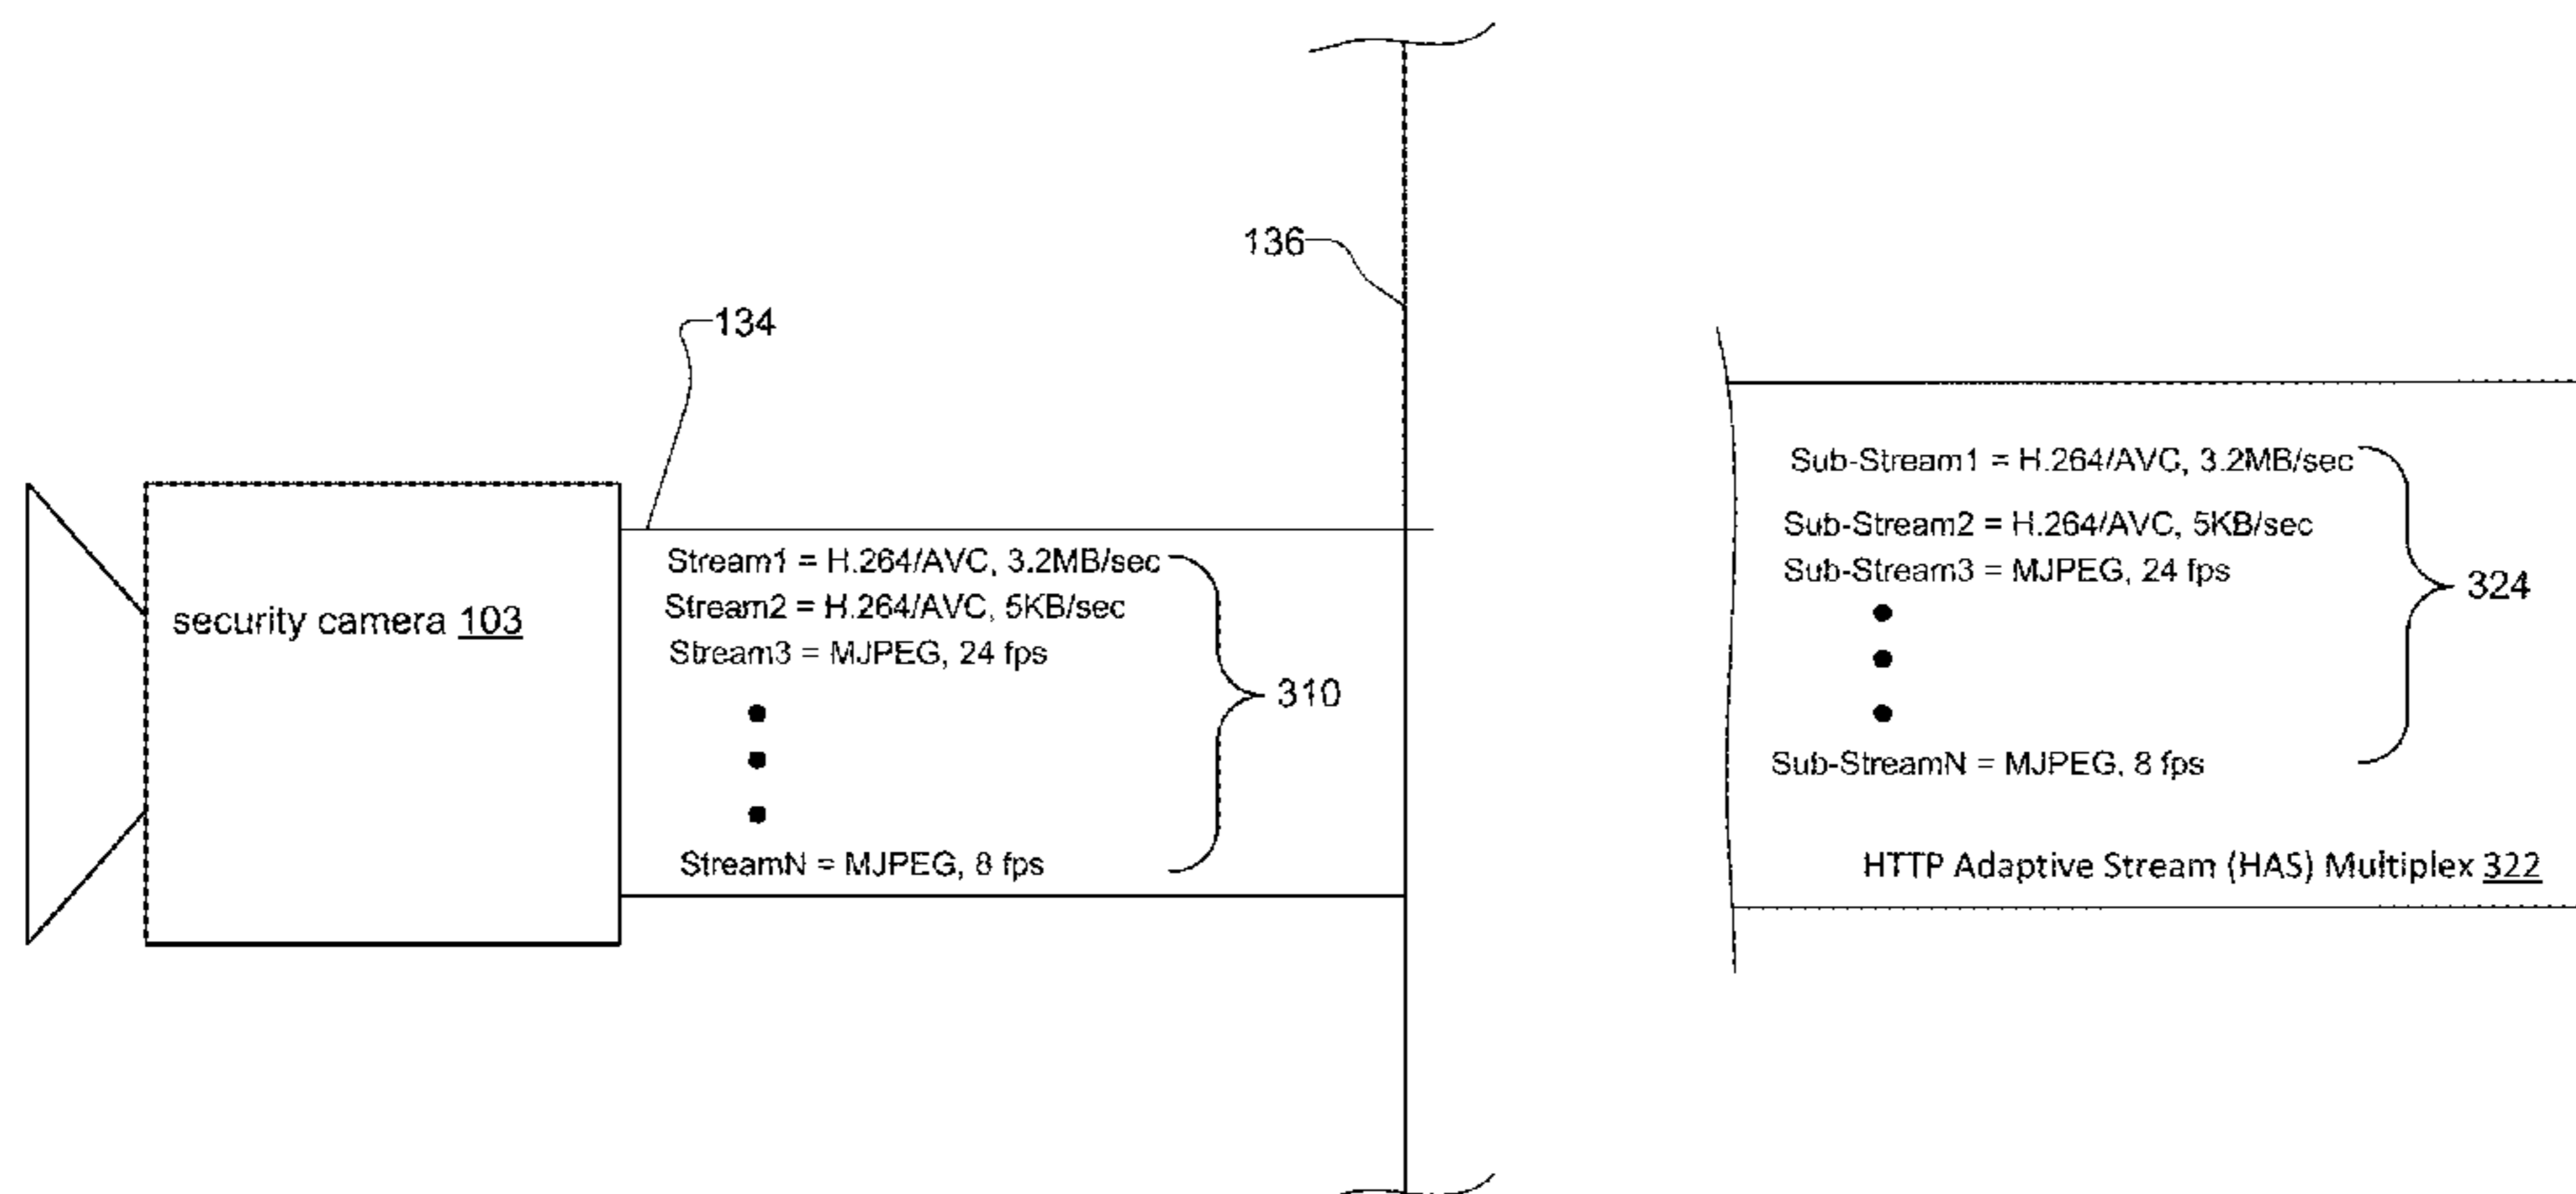 136
134
security camera 103
Stream1 = H.264/AVC, 3.2MB/sec
Stream2 = H.264/AVC, 5KB/sec
Stream3 = MJPEG, 24 fps
StreamN = MJPEG, 8 fps
310
Sub-Stream1 = H.264/AVC, 3.2MB/sec
Sub-Stream2 = H.264/AVC, 5KB/sec
Sub-Stream3 = MJPEG, 24 fps
Sub-StreamN = MJPEG, 8 fps
324
HTTP Adaptive Stream (HAS) Multiplex 322